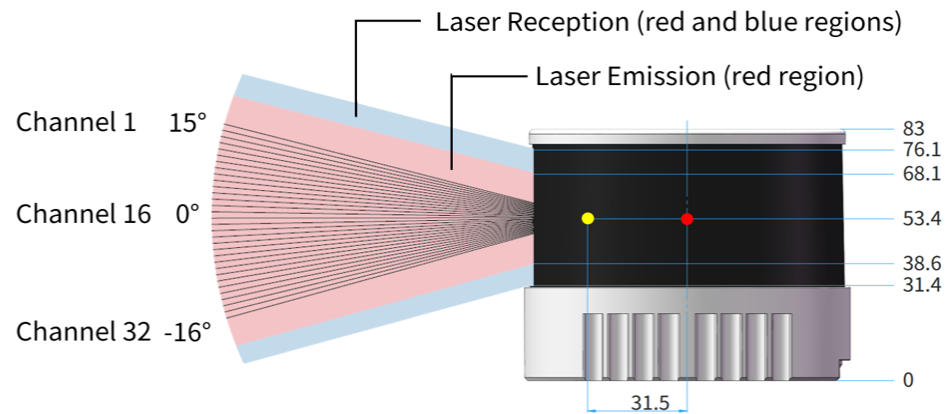 Laser Reception (red and blue regions)
Laser Emission (red region)
Channel 1 15°
Channel 16 0°
Channel 32 -16°
83
76.1
68.1
53.4
38.6
31.4
0
31.5